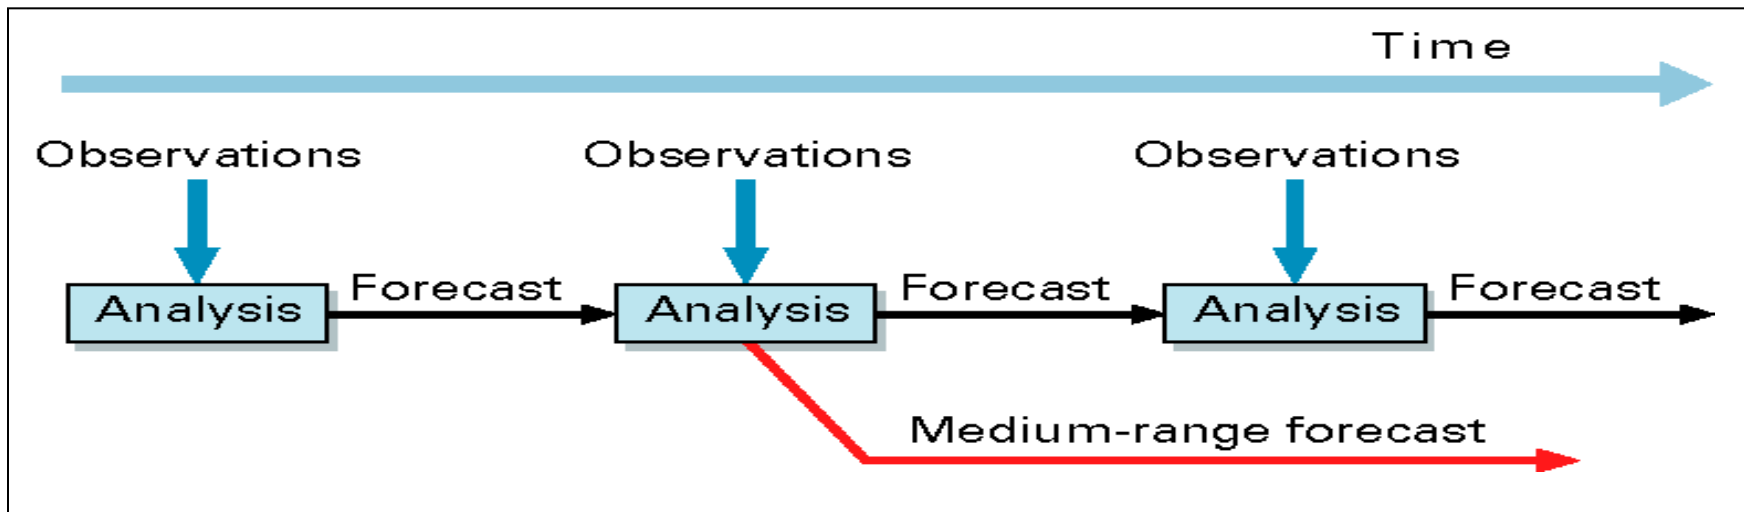 Time
Observations
Observations
Observations
Analysis
Forecast
Analysis
Forecast
Analysis
Forecast
Medium-range forecast